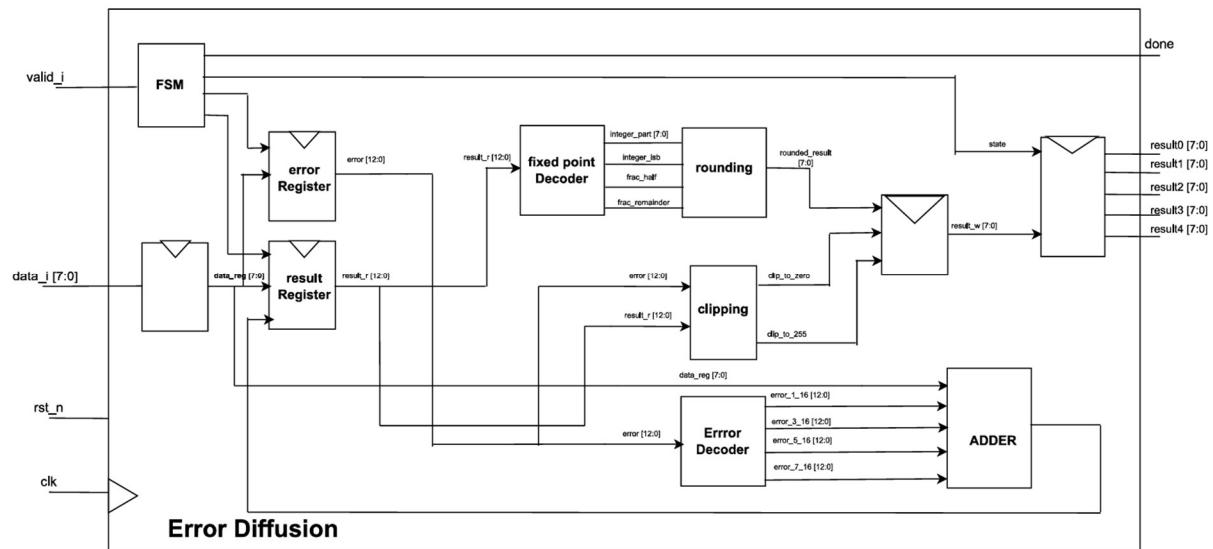 done
valid_i
FSM
integer_part [7:0]
state
result0 [7:0]
result1 [7:0]
result2 [7:0]
result3 [7:0]
result4 [7:0]
error
Register
error [12:0]
result_r [12:0]
fixed point
Decoder
integer_lsb
frac_half
frac_remainder
rounding
rounded_result
[7:0]
result_w [7:0]
data_i [7:0]
data_reg [7:0]
result
Register
result_r [12:0]
error [12:0]
result_r [12:0]
clipping
clip_to_zero
clip_to_255
data_reg [7:0]
rst_n
error [12:0]
Errror
Decoder
error_1_16 [12:0]
error_3_16 [12:0]
error_5_16 [12:0]
error_7_16 [12:0]
ADDER
clk
Error Diffusion